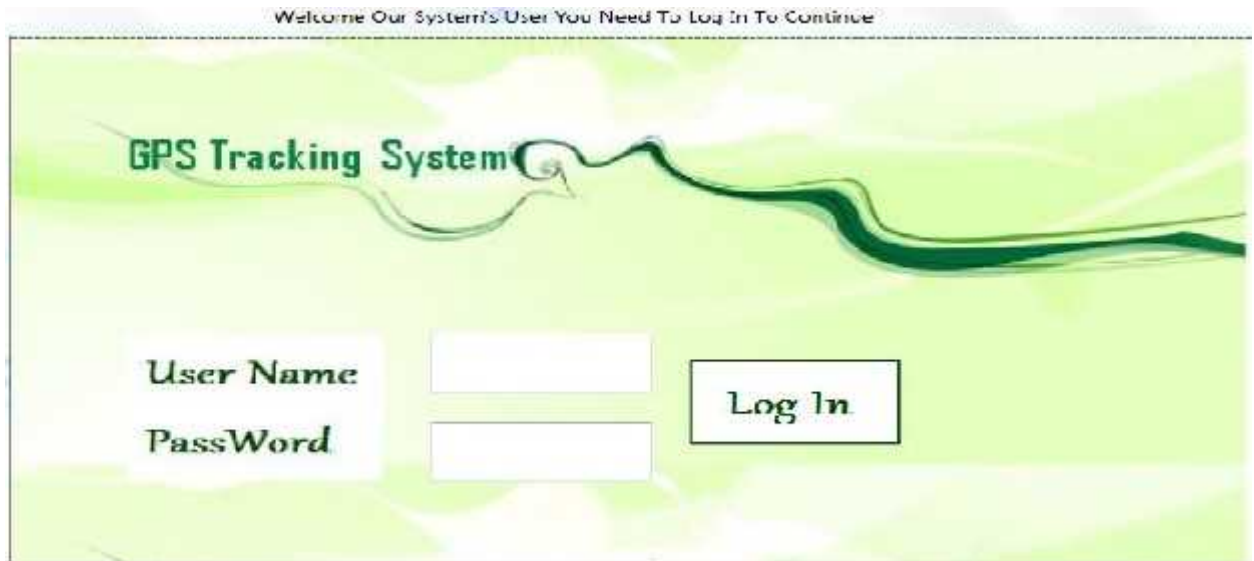 Welcome Our System's User You Need To Log In To Continue
GPS Tracking System
User Name
PassWord
Log In